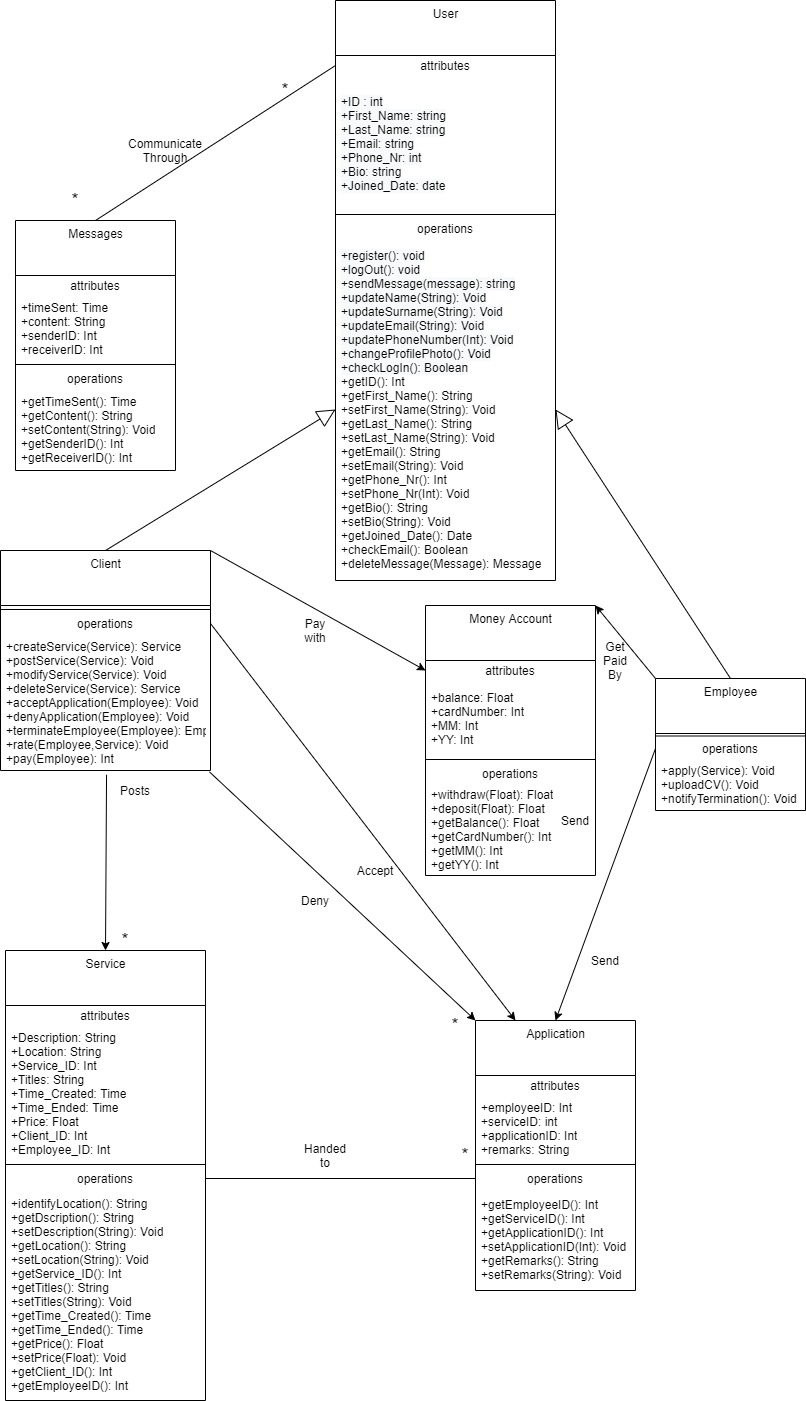 User
attributes
+ID : int
+First_Name: string
+Last_Name: string
+Email: string
+Phone_Nr: int
+Bio: string
+Joined_Date: date
operations
+register(): void
+logOut(): void
+sendMessage(message): string
+updateName(String): Void
+updateSurname(String): Void
+updateEmail(String): Void
+updatePhoneNumber(Int): Void
+changeProfilePhoto(): Void
+checkLogIn(): Boolean
+getID(): Int
+getFirst_Name(): String
+setFirst_Name(String): Void
+getLast_Name(): String
+setLast_Name(String): Void
+getEmail(): String
+setEmail(String): Void
+getPhone_Nr(): Int
+setPhone_Nr(Int): Void
+getBio(): String
+setBio(String): Void
+getJoined_Date(): Date
+checkEmail(): Boolean
+deleteMessage(Message): Message
*
Communicate
Through
*
Messages
attributes
+timeSent: Time
+content: String
+senderID: Int
+receiverID: Int
operations
+getTimeSent(): Time
+getContent(): String
+setContent(String): Void
+getSenderID(): Int
+getReceiverID(): Int
Client
operations
+createService(Service): Service
+postService(Service): Void
+modifyService(Service): Void
+deleteService(Service): Service
+acceptApplication(Employee): Void
+denyApplication(Employee): Void
+terminateEmployee(Employee): Emp
+rate(Employee,Service): Void
+pay(Employee): Int
Pay
with
Money Account
attributes
+balance: Float
+cardNumber: Int
+MM: Int
+YY: Int
operations
+withdraw(Float): Float
+deposit(Float): Float
+getBalance(): Float
+getCardNumber(): Int
+getMM(): Int
+getYY(): Int
Send
Get
Paid
By
Employee
operations
+apply(Service): Void
+uploadCV(): Void
+notifyTermination(): Void
Posts
*
Accept
Deny
Send
*
Service
attributes
+Description: String
+Location: String
+Service_ID: Int
+Titles: String
+Time_Created: Time
+Time_Ended: Time
+Price: Float
+Client_ID: Int
+Employee_ID: Int
operations
+identifyLocation(): String
+getDscription(): String
+setDescription(String): Void
+getLocation(): String
+setLocation(String): Void
+getService_ID(): Int
+getTitles(): String
+setTitles(String): Void
+getTime_Created(): Time
+getTime_Ended(): Time
+getPrice(): Float
+setPrice(Float): Void
+getClient_ID(): Int
+getEmployeeID(): Int
Handed
to
*
Application
attributes
+employeeID: Int
+serviceID: int
+applicationID: Int
+remarks: String
operations
+getEmployeeID(): Int
+getServiceID(): Int
+getApplicationID(): Int
+setApplicationID(Int): Void
+getRemarks(): String
+setRemarks(String): Void